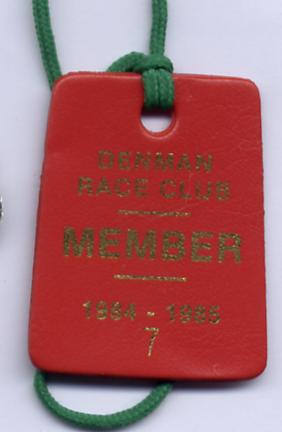 DENMAN
RACE CLUB
MEMBER
1984 - 1985
7